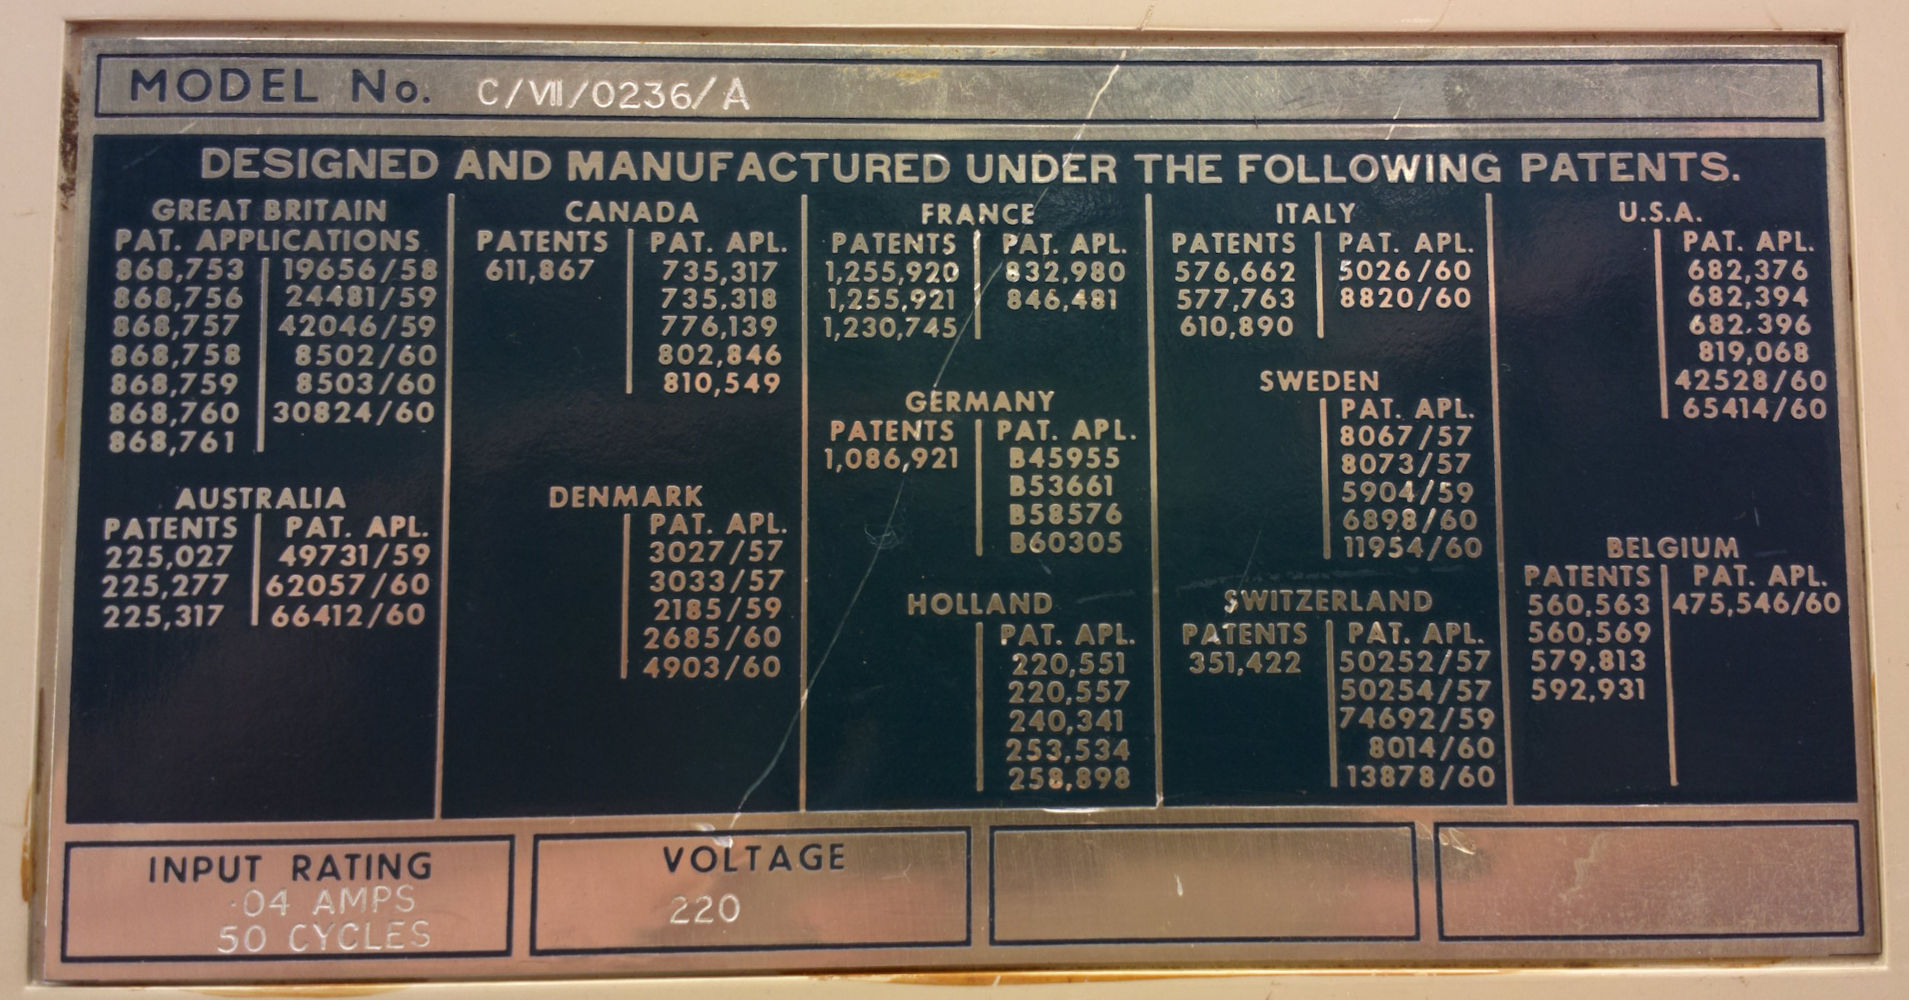 MODEL No. C/VII/0236/A
DESIGNED AND MANUFACTURED UNDER THE FOLLOWING PATENTS.
GREAT BRITAIN
PAT. APPLICATIONS
868,753 19656/58
868,756 24481/59
868,757 42046/59
868,758 8502/60
868,759 8503/60
868,760 30824/60
868,761
AUSTRALIA
PATENTS PAT. APL.
225,027 49731/59
225,277 62057/60
225,317 66412/60
CANADA
PATENTS PAT. APL.
611,867 735,317
735,318
776,139
802,846
810,549
DENMARK
PAT. APL.
3027/57
3033/57
2185/59
2685/60
4903/60
FRANCE
PATENTS PAT. APL.
1,255,920 832,980
1,255,921 846,481
1,230,745
GERMANY
PATENTS PAT. APL.
1,086,921 B45955
B53661
B58576
B60305
HOLLAND
PAT. APL.
220,551
220,557
240,341
253,534
258,898
ITALY
PATENTS PAT. APL.
576,662 5026/60
577,763 8820/60
610,890
SWEDEN
PAT. APL.
8067/57
8073/57
5904/59
6898/60
11954/60
SWITZERLAND
PATENTS PAT. APL.
351,422 50252/57
50254/57
74692/59
8014/60
13878/60
U.S.A.
PAT. APL.
682,376
682,394
682.396
819,068
42528/60
65414/60
BELGIUM
PATENTS PAT. APL.
560,563 475,546/60
560,569
579,813
592,931
INPUT RATING
.04 AMPS
50 CYCLES
VOLTAGE
220